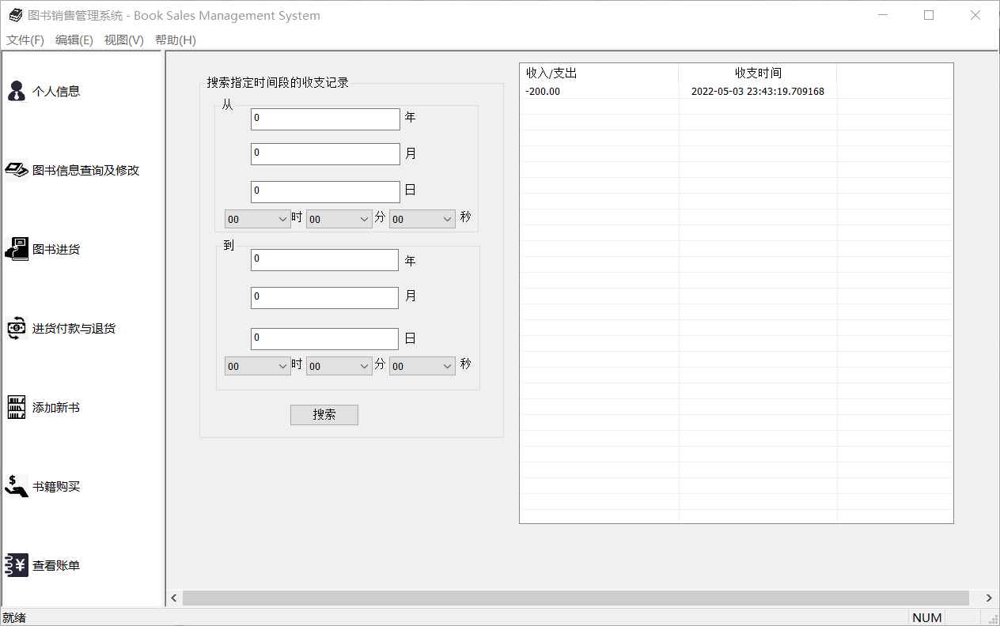 图书销售管理系统 - Book Sales Management System
文件(F) 编辑(E) 视图(V) 帮助(H)
个人信息
图书信息查询及修改
图书进货
进货付款与退货
添加新书
书籍购买
查看账单
搜索指定时间段的收支记录
从
0 年
0 月
0 日
00 时 00 分 00 秒
到
0 年
0 月
0 日
00 时 00 分 00 秒
搜索
收入/支出 收支时间
-200.00 2022-05-03 23:43:19.709168
就绪 NUM